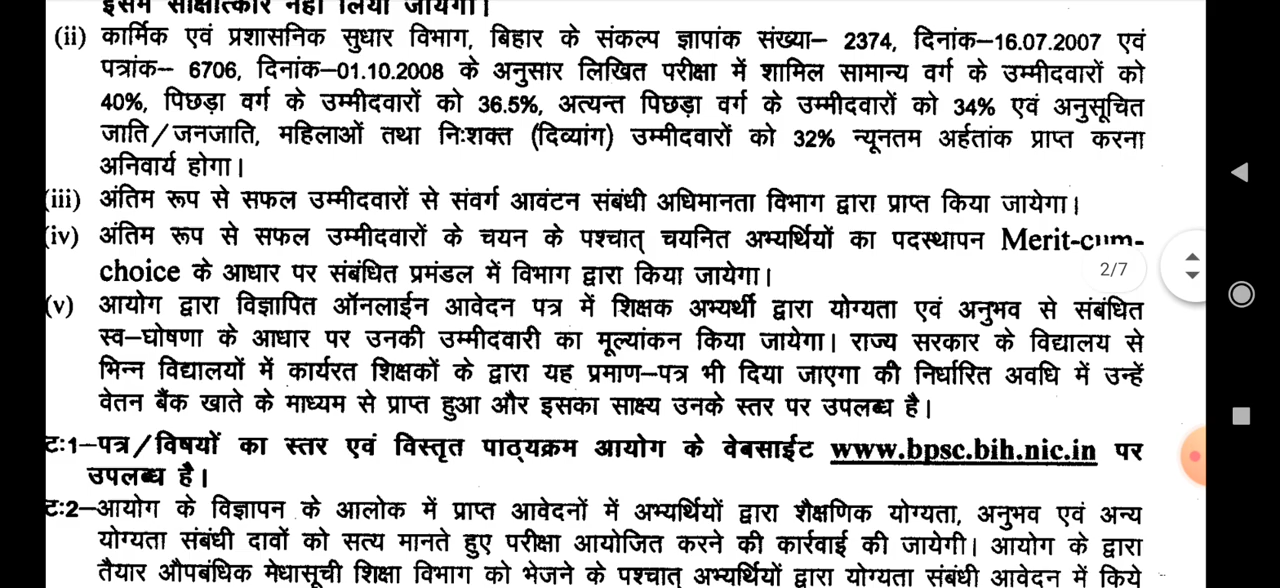 इसमें साक्षात्कार नहीं लिया जायेगा।
(ii) कार्मिक एवं प्रशासनिक सुधार विभाग, बिहार के संकल्प ज्ञापांक संख्या– 2374, दिनांक–16.07.2007 एवं
पत्रांक– 6706, दिनांक–01.10.2008 के अनुसार लिखित परीक्षा में शामिल सामान्य वर्ग के उम्मीदवारों को
40%, पिछड़ा वर्ग के उम्मीदवारों को 36.5%, अत्यन्त पिछड़ा वर्ग के उम्मीदवारों को 34% एवं अनुसूचित
जाति/जनजाति, महिलाओं तथा निःशक्त (दिव्यांग) उम्मीदवारों को 32% न्यूनतम अर्हतांक प्राप्त करना
अनिवार्य होगा।
(iii) अंतिम रूप से सफल उम्मीदवारों से संवर्ग आवंटन संबंधी अधिमानता विभाग द्वारा प्राप्त किया जायेगा।
(iv) अंतिम रूप से सफल उम्मीदवारों के चयन के पश्चात् चयनित अभ्यर्थियों का पदस्थापन Merit-cum-
choice के आधार पर संबंधित प्रमंडल में विभाग द्वारा किया जायेगा।
2/7
(v) आयोग द्वारा विज्ञापित ऑनलाईन आवेदन पत्र में शिक्षक अभ्यर्थी द्वारा योग्यता एवं अनुभव से संबंधित
स्व–घोषणा के आधार पर उनकी उम्मीदवारी का मूल्यांकन किया जायेगा। राज्य सरकार के विद्यालय से
भिन्न विद्यालयों में कार्यरत शिक्षकों के द्वारा यह प्रमाण–पत्र भी दिया जाएगा की निर्धारित अवधि में उन्हें
वेतन बैंक खाते के माध्यम से प्राप्त हुआ और इसका साक्ष्य उनके स्तर पर उपलब्ध है।
टः1–पत्र/विषयों का स्तर एवं विस्तृत पाठ्यक्रम आयोग के वेबसाईट www.bpsc.bih.nic.in पर
उपलब्ध है।
टः2–आयोग के विज्ञापन के आलोक में प्राप्त आवेदनों में अभ्यर्थियों द्वारा शैक्षणिक योग्यता, अनुभव एवं अन्य
योग्यता संबंधी दावों को सत्य मानते हुए परीक्षा आयोजित करने की कार्रवाई की जायेगी। आयोग के द्वारा
तैयार औपबंधिक मेधासूची शिक्षा विभाग को भेजने के पश्चात् अभ्यर्थियों द्वारा योग्यता संबंधी आवेदन में किये